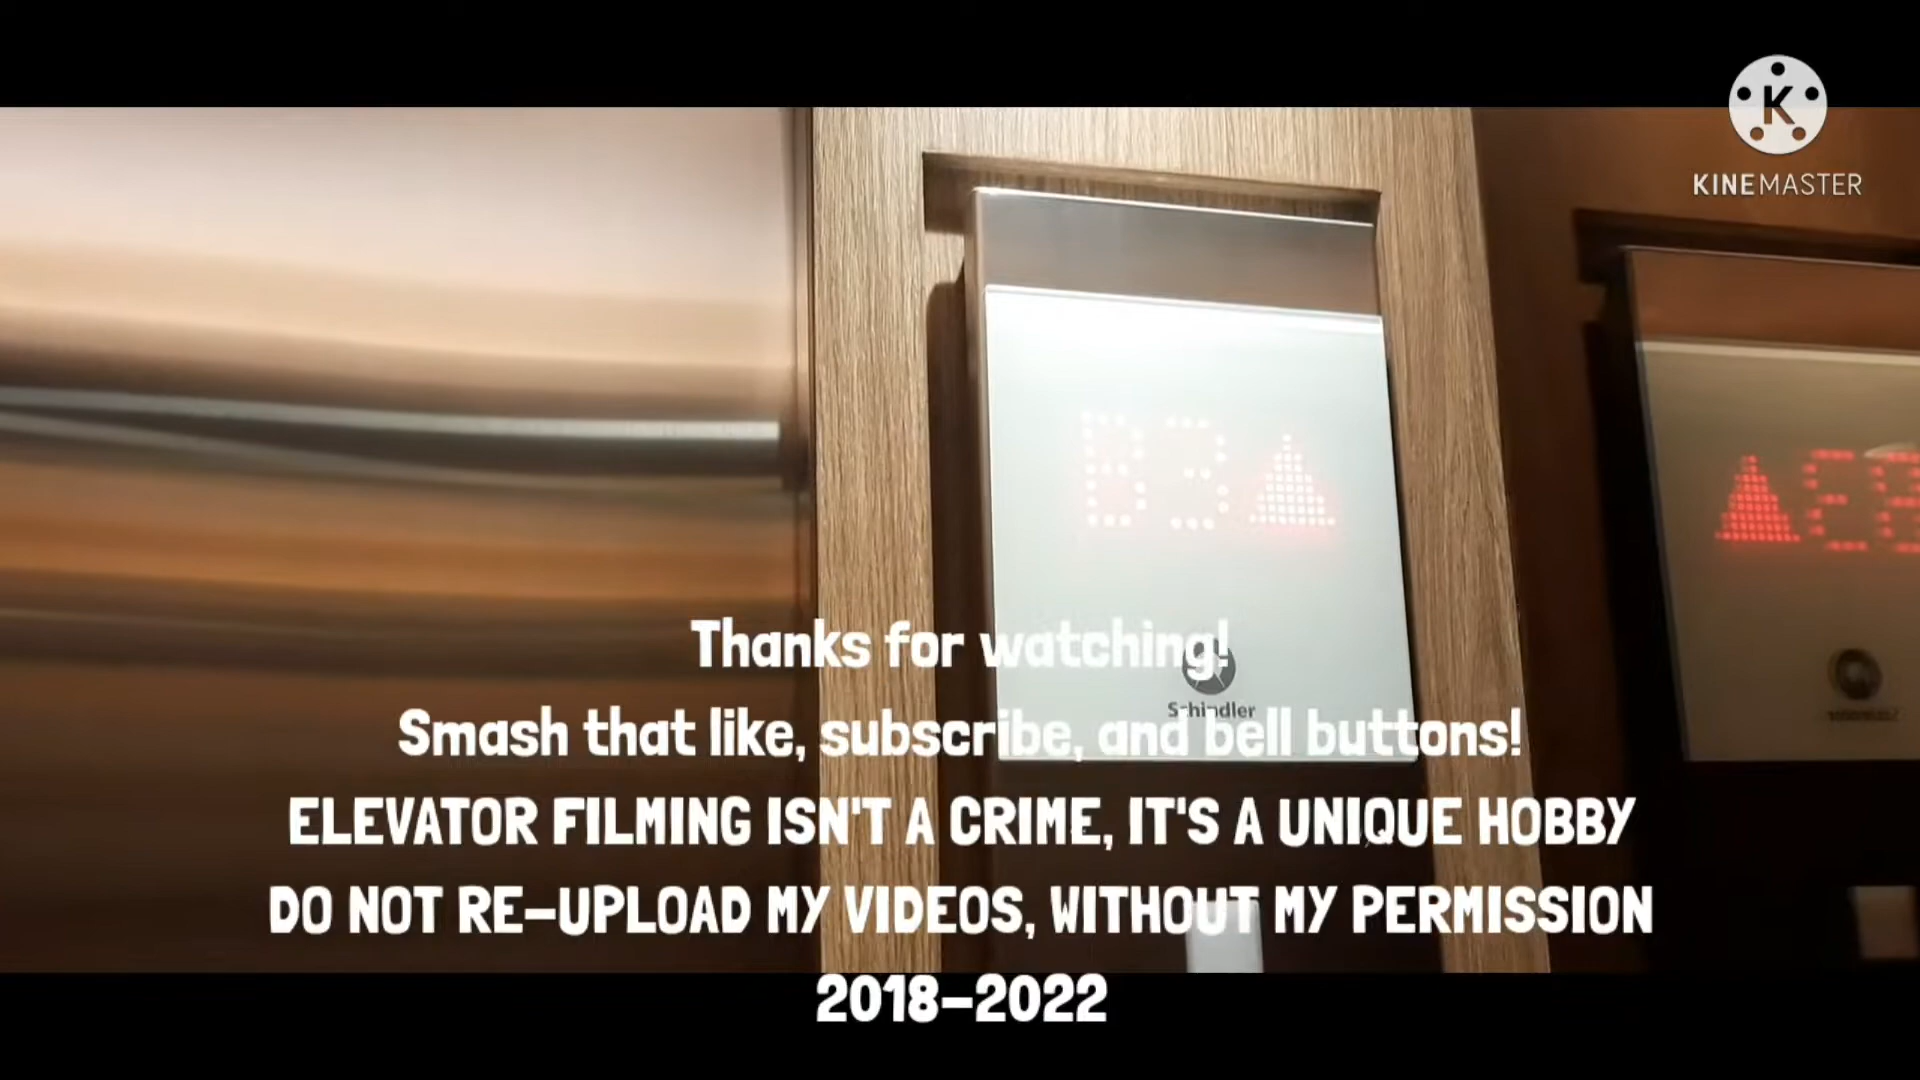 KINEMASTER
B3▲
▲E8
Thanks for watching!
Schindler
Smash that like, subscribe, and bell buttons!
ELEVATOR FILMING ISN'T A CRIME, IT'S A UNIQUE HOBBY
DO NOT RE-UPLOAD MY VIDEOS, WITHOUT MY PERMISSION
2018-2022